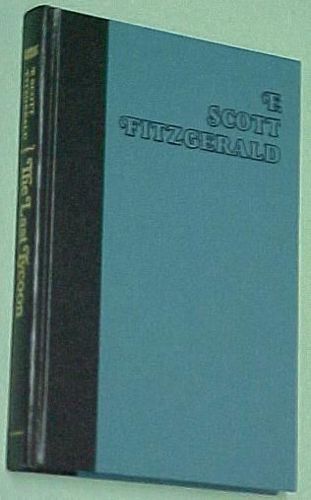 F.
SCOTT
FITZGERALD
F. SCOTT
FITZGERALD / The Last Tycoon